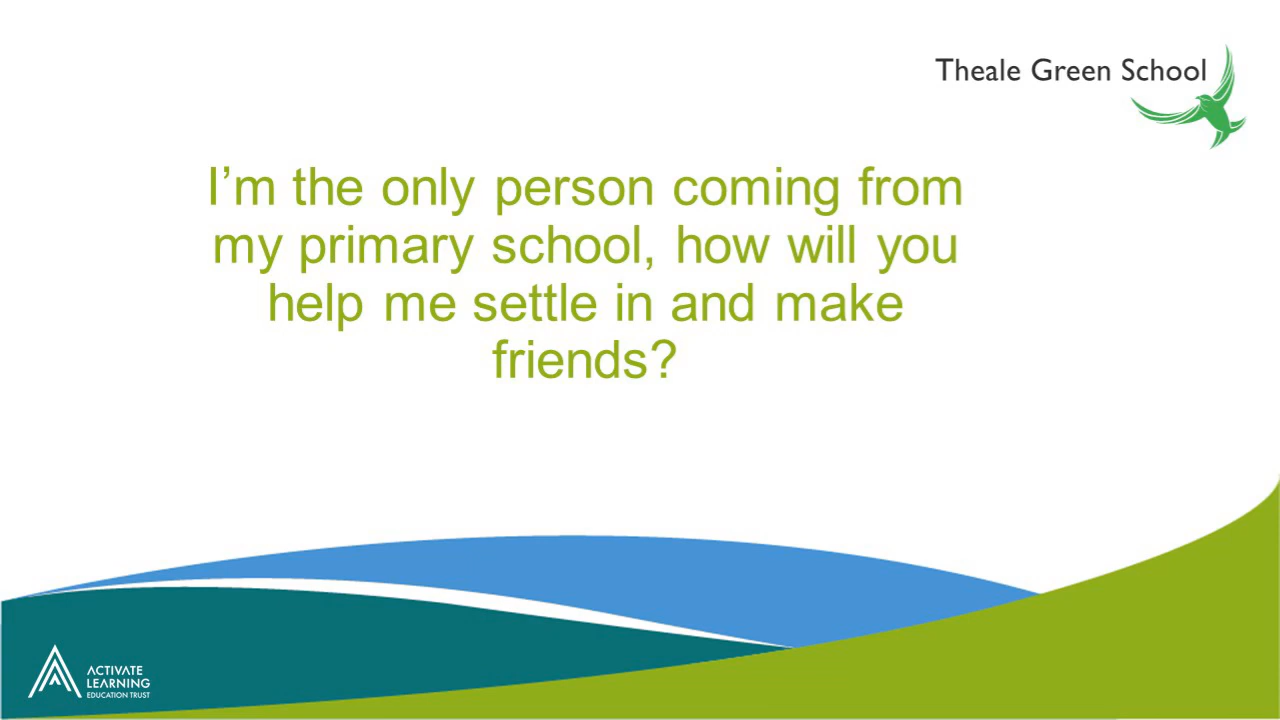 Theale Green School
I’m the only person coming from
my primary school, how will you
help me settle in and make
friends?
ACTIVATE
LEARNING
EDUCATION TRUST